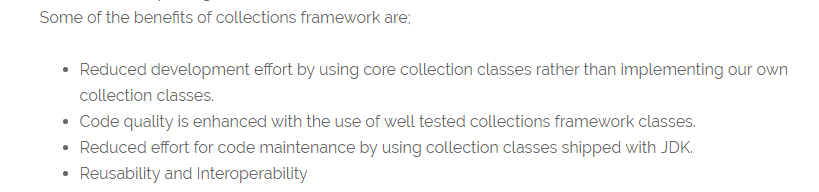 Some of the benefits of collections framework are;
• Reduced development effort by using core collection classes rather than implementing our own
collection classes.
• Code quality is enhanced with the use of well tested collections framework classes.
• Reduced effort for code maintenance by using collection classes shipped with JDK.
• Reusability and Interoperability